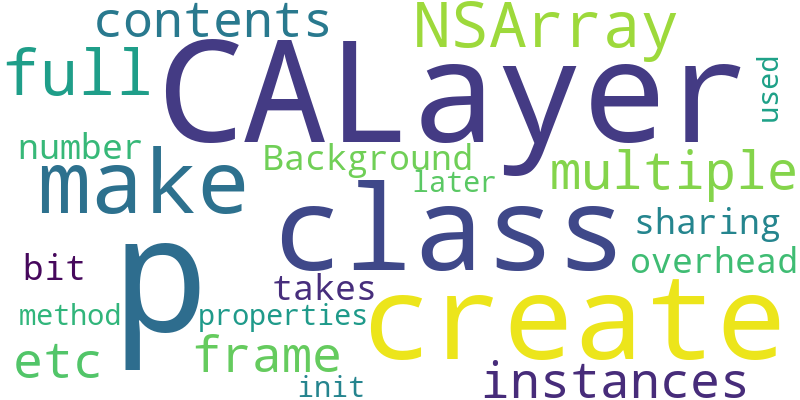 contents
NSArray
CALayer
full
used
number
make
Background
later
multiple
class
sharing
p
bit
overhead
takes
create
method
properties
etc
frame
init
instances